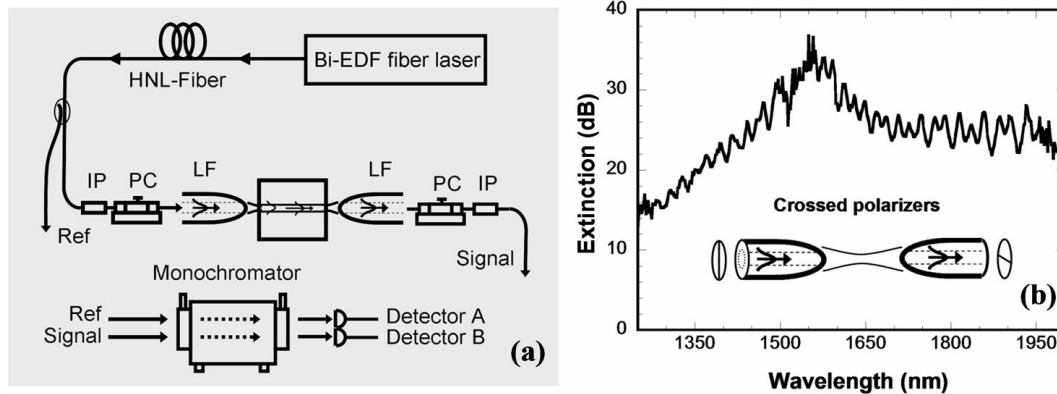 Bi-EDF fiber laser
HNL-Fiber
IP
PC
LF
LF
PC
IP
Ref
Signal
Monochromator
Ref
Signal
Detector A
Detector B
(a)
40
30
20
10
0
Extinction (dB)
Crossed polarizers
(b)
1350
1500
1650
1800
1950
Wavelength (nm)